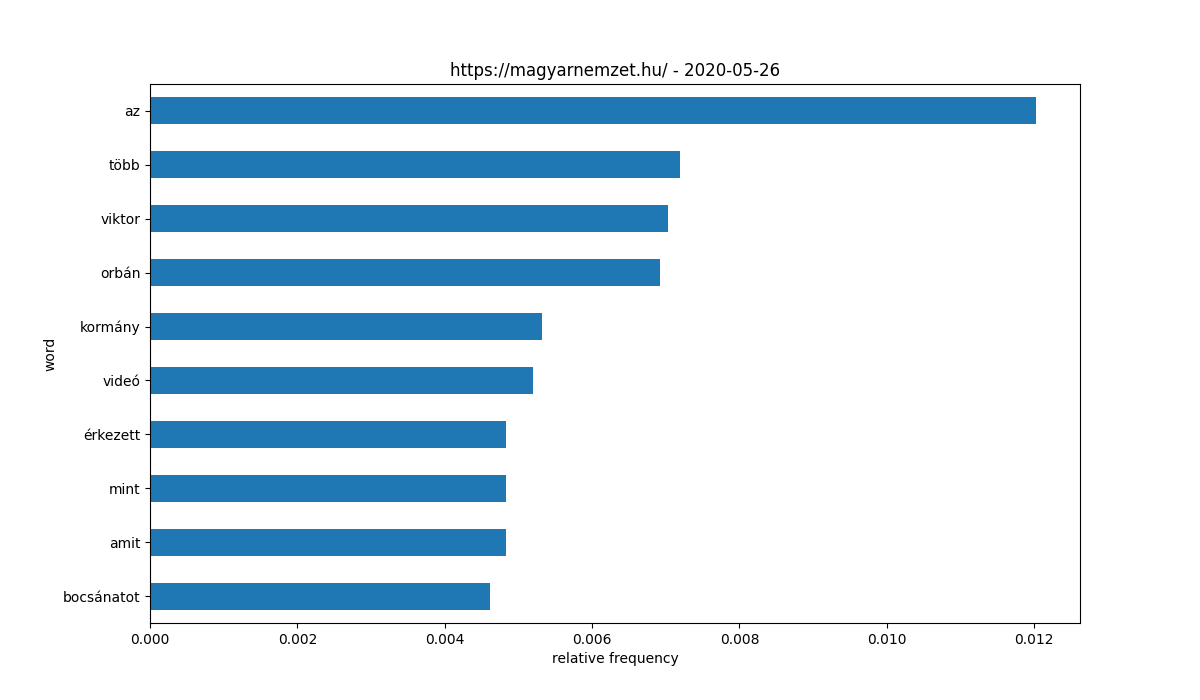 https://magyarnemzet.hu/ - 2020-05-26
az
több
viktor
orbán
kormány
videó
érkezett
mint
amit
bocsánatot
word
0.000 0.002 0.004 0.006 0.008 0.010 0.012
relative frequency